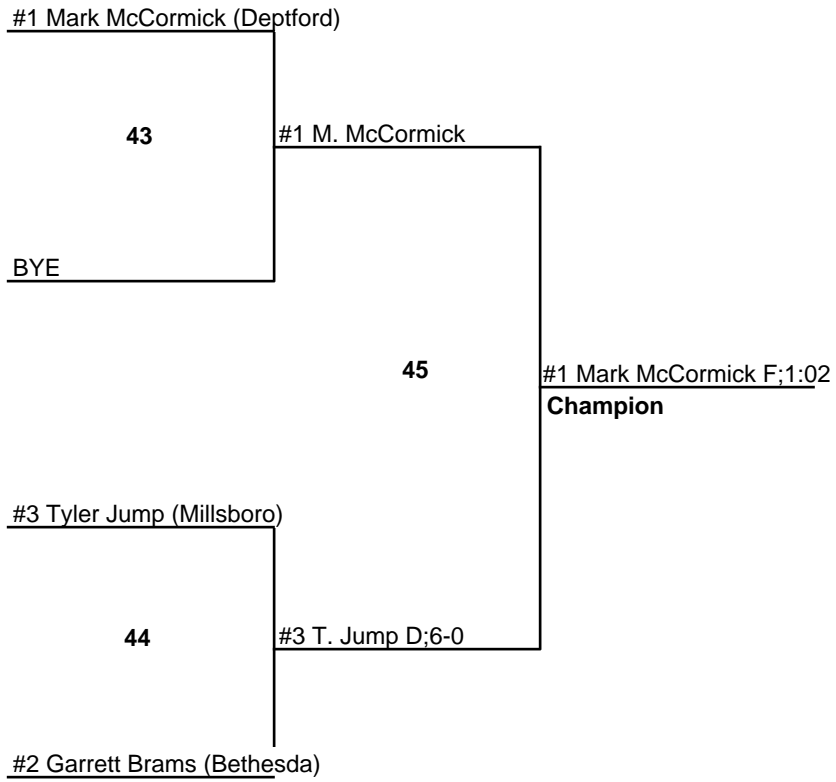 #1 Mark McCormick (Deptford)
43
#1 M. McCormick
BYE
45
#1 Mark McCormick F;1:02
Champion
#3 Tyler Jump (Millsboro)
44
#3 T. Jump D;6-0
#2 Garrett Brams (Bethesda)